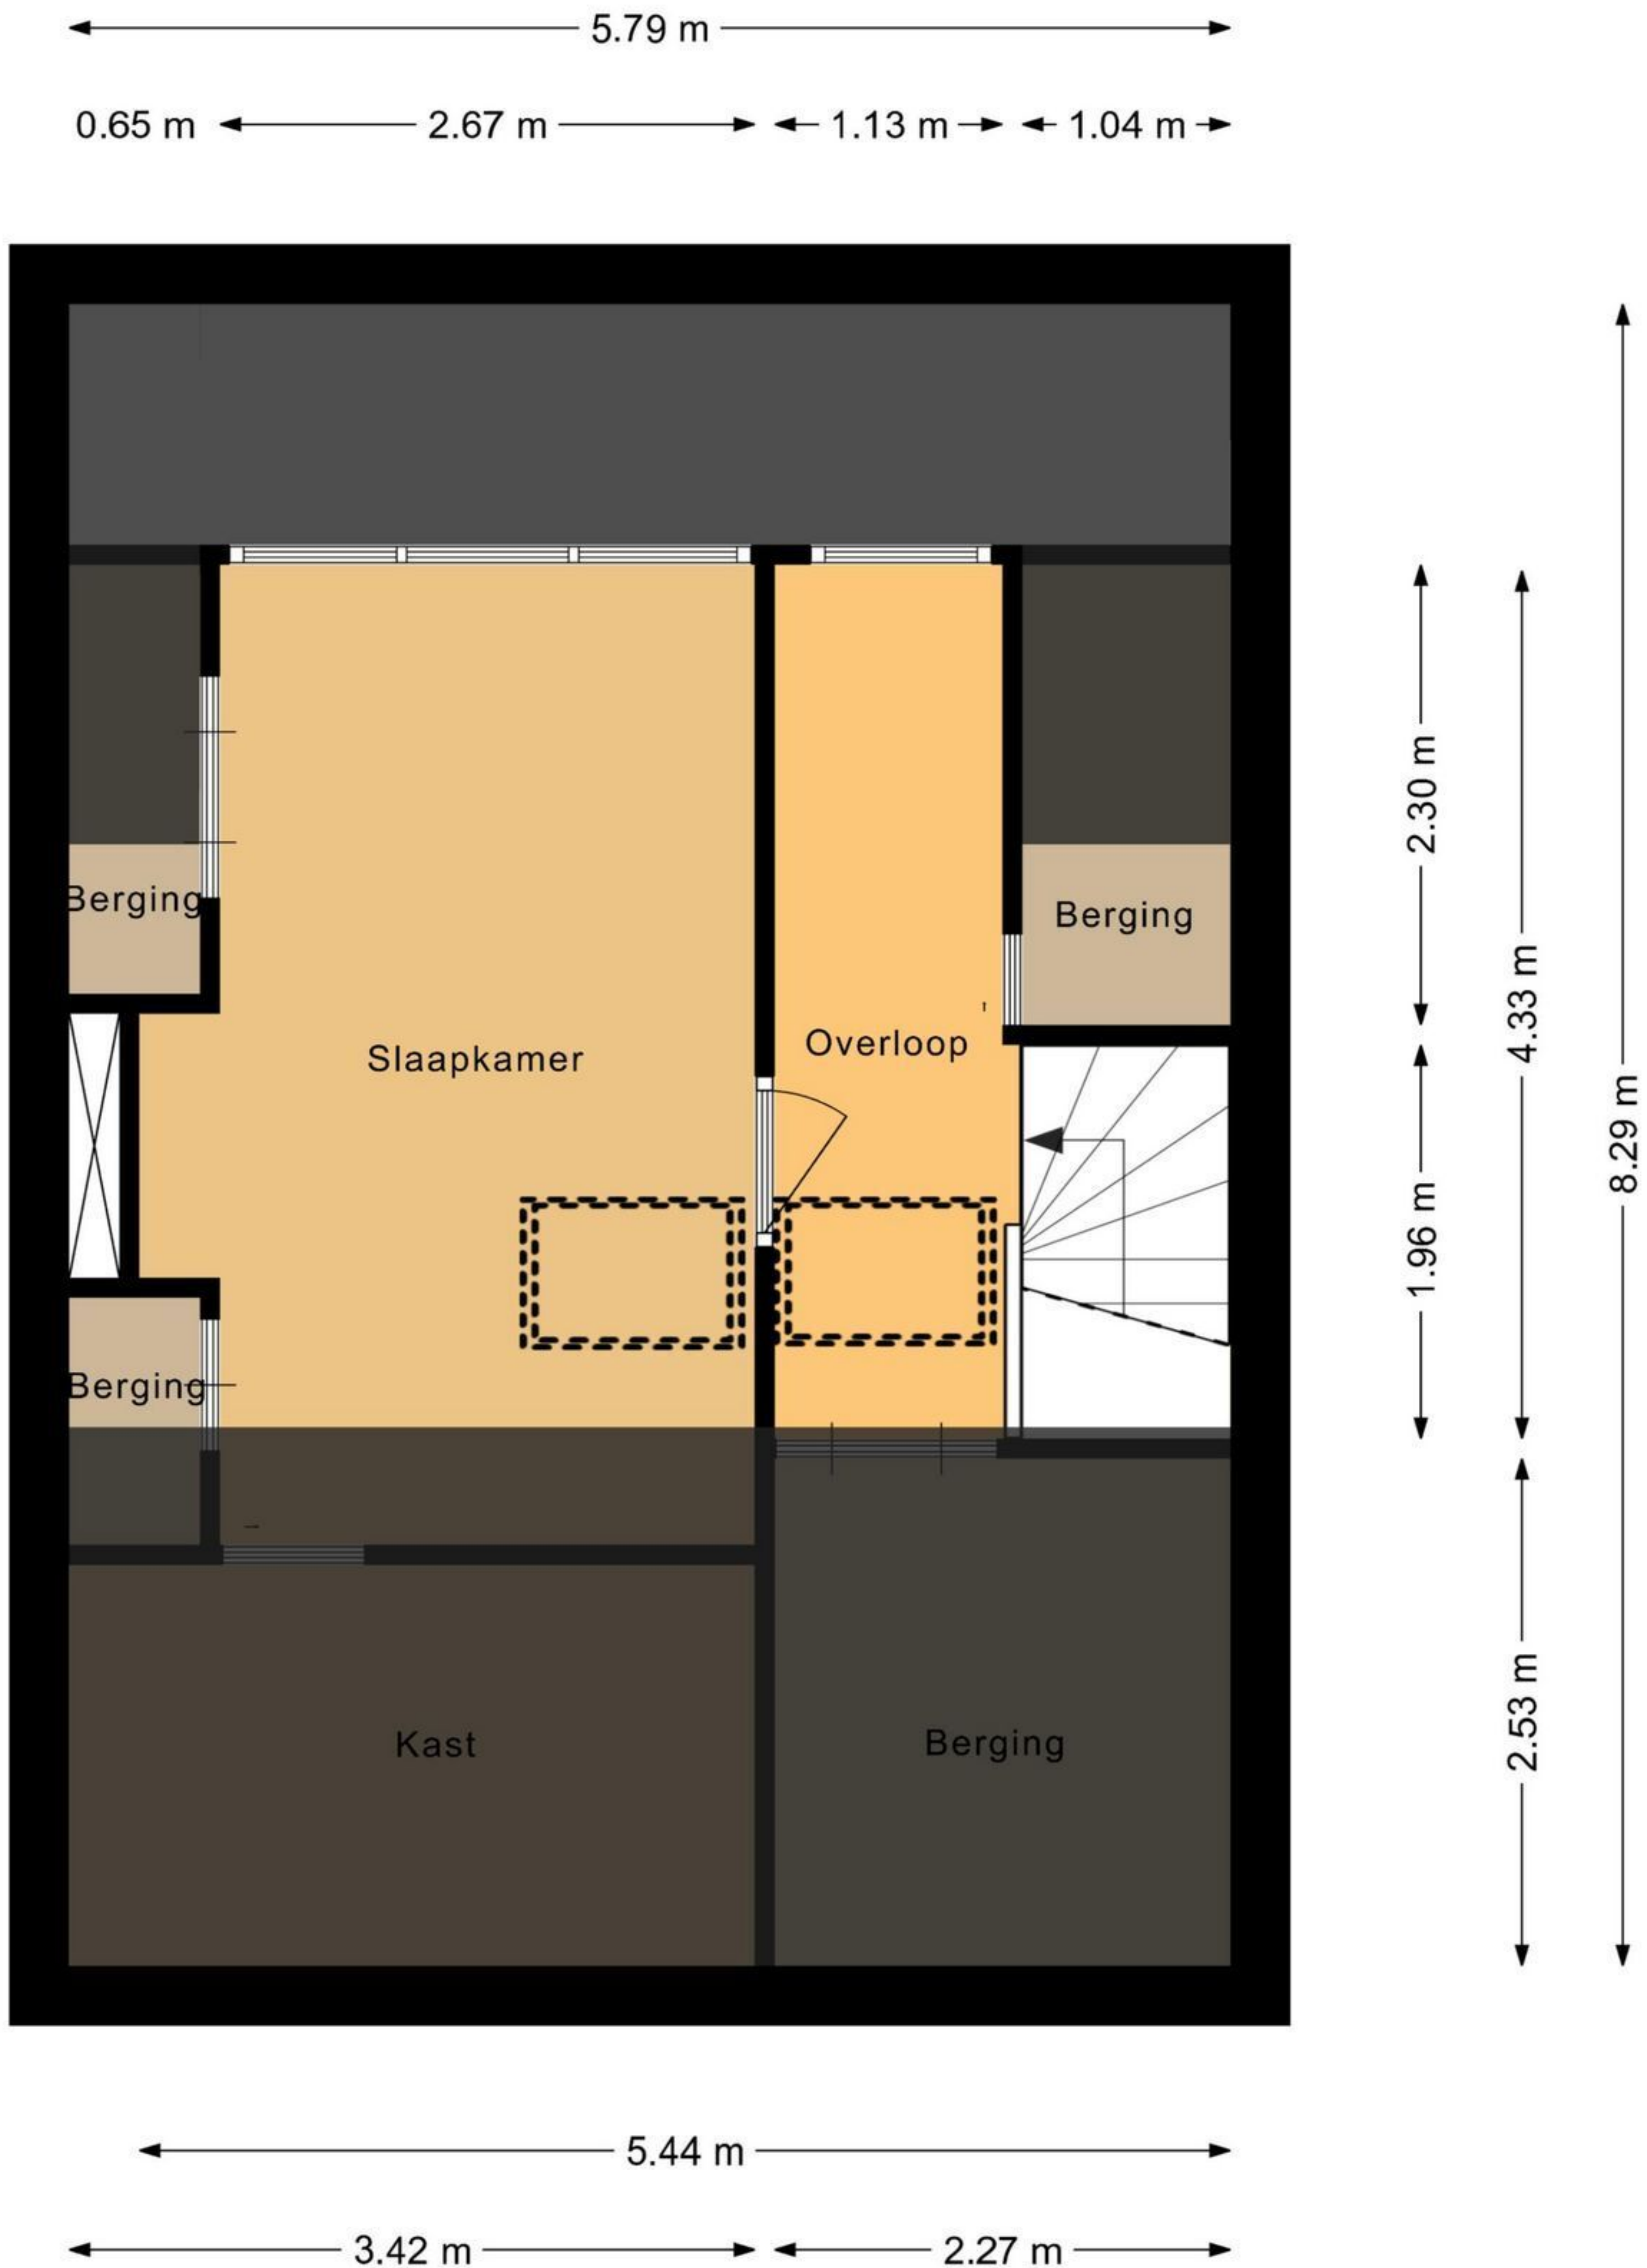 5.79 m
0.65 m
2.67 m
1.13 m
1.04 m
2.30 m
Berging
Berging
4.33 m
Overloop
Slaapkamer
8.29 m
1.96 m
Berging
2.53 m
Kast
Berging
5.44 m
3.42 m
2.27 m